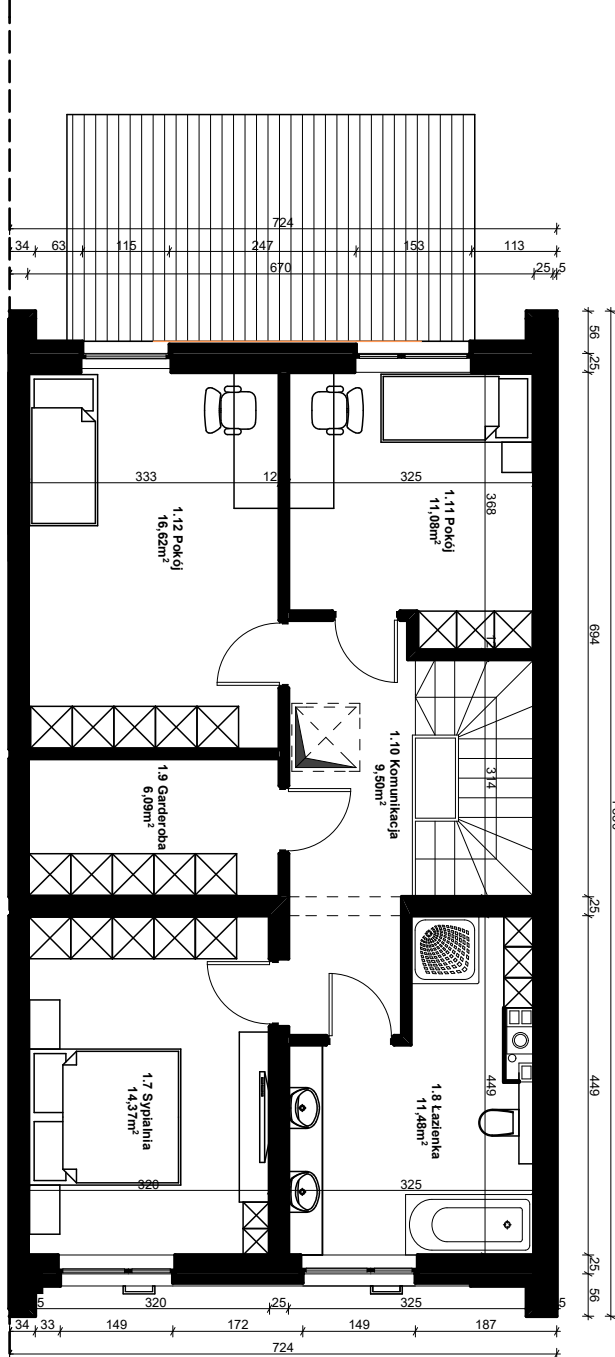 724
34 63 115 247 153 113
670 25 5
56
25
333 12 325
368
1.12 Pokój
16,62m²
1.11 Pokój
11,08m²
694
1.10 Komunikacja
9,50m²
314
1.9 Garderoba
6,09m²
25
1.7 Sypialnia
14,37m²
1.8 Łazienka
11,48m²
449
449
320 325
25
56
5 320 25 325 5
34 33 149 172 149 187
724